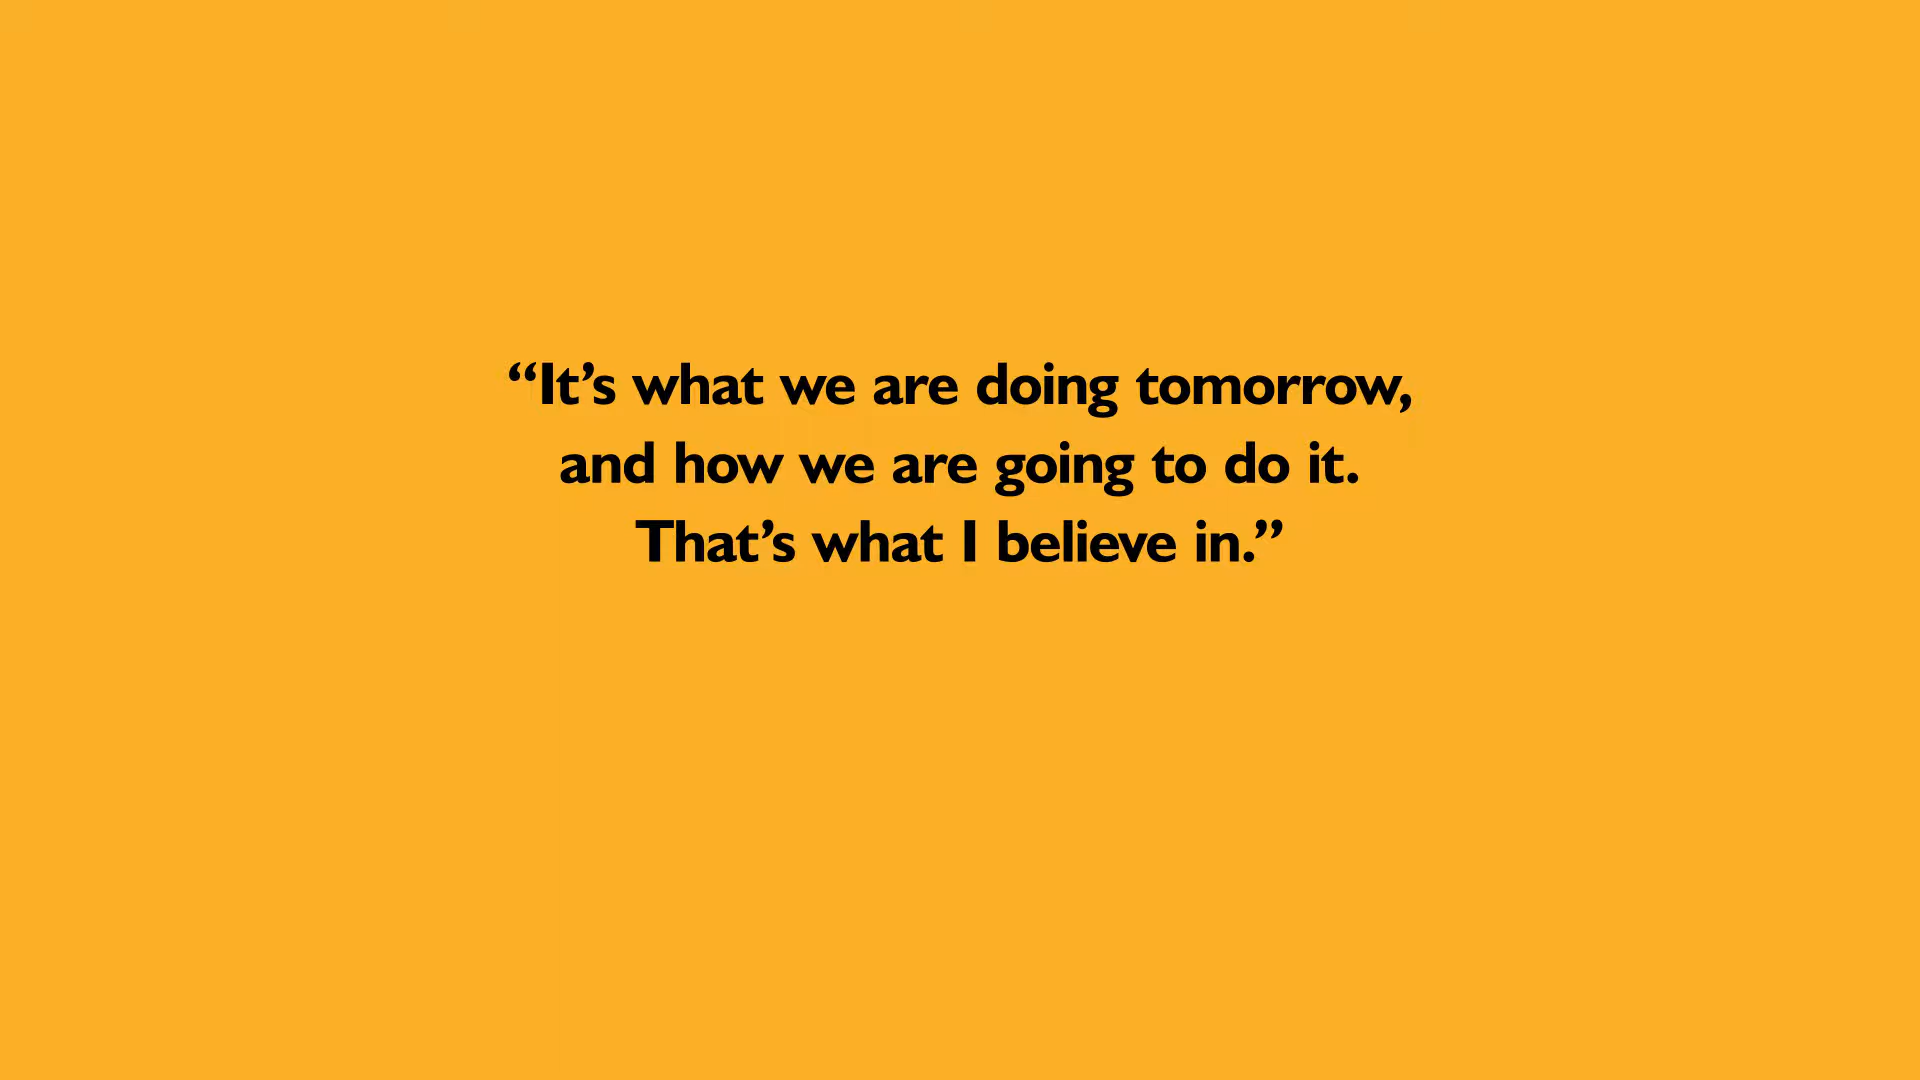 “It’s what we are doing tomorrow,
and how we are going to do it.
That’s what I believe in.”